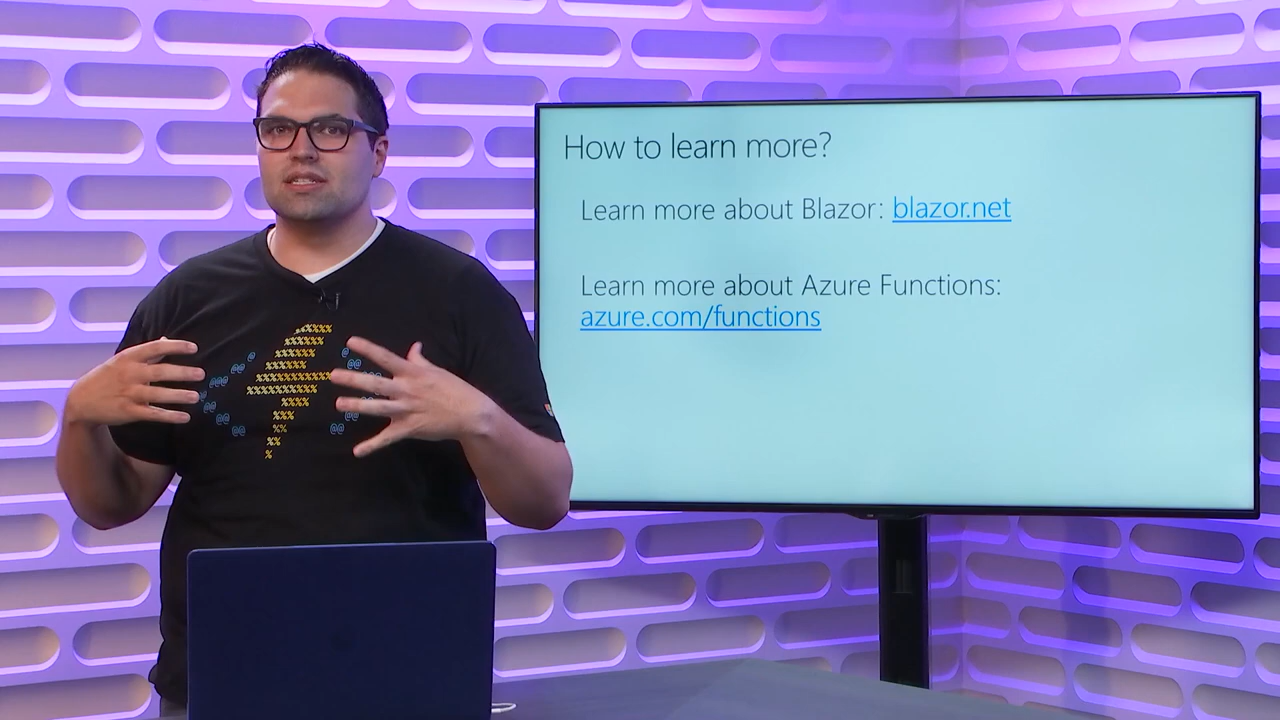 How to learn more?
Learn more about Blazor: blazor.net
Learn more about Azure Functions:
azure.com/functions